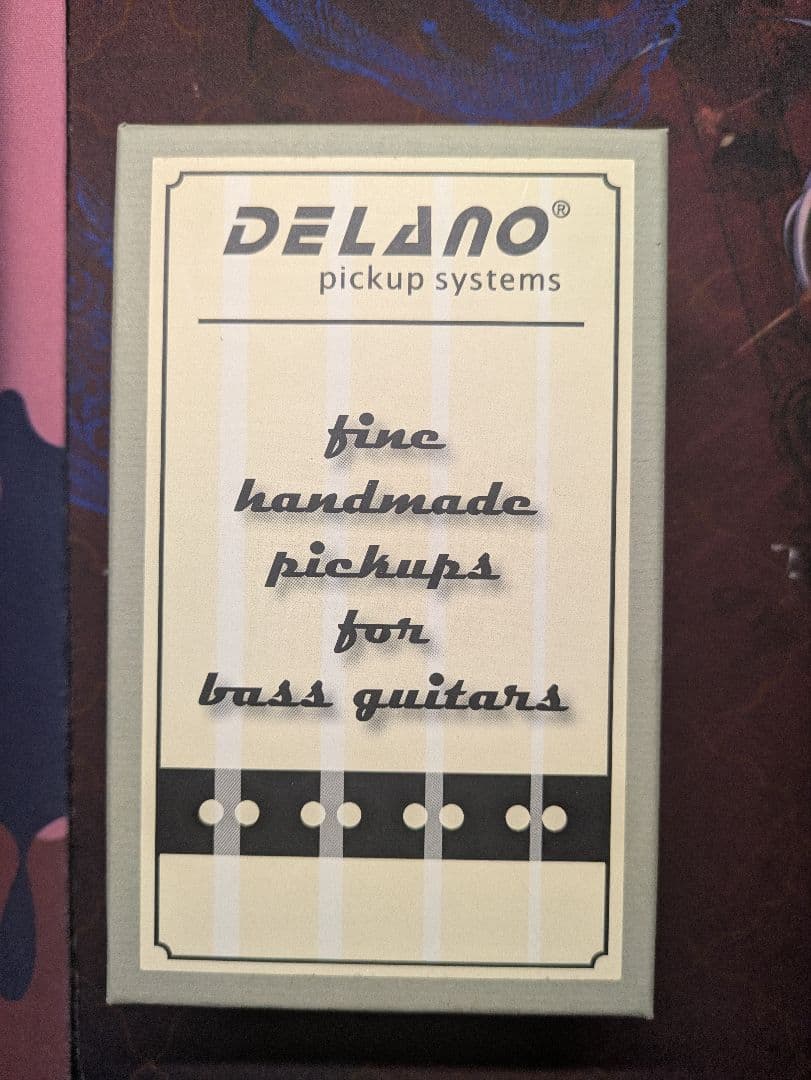 DELANO®
pickup systems
fine
handmade
pickups
for
bass guitars